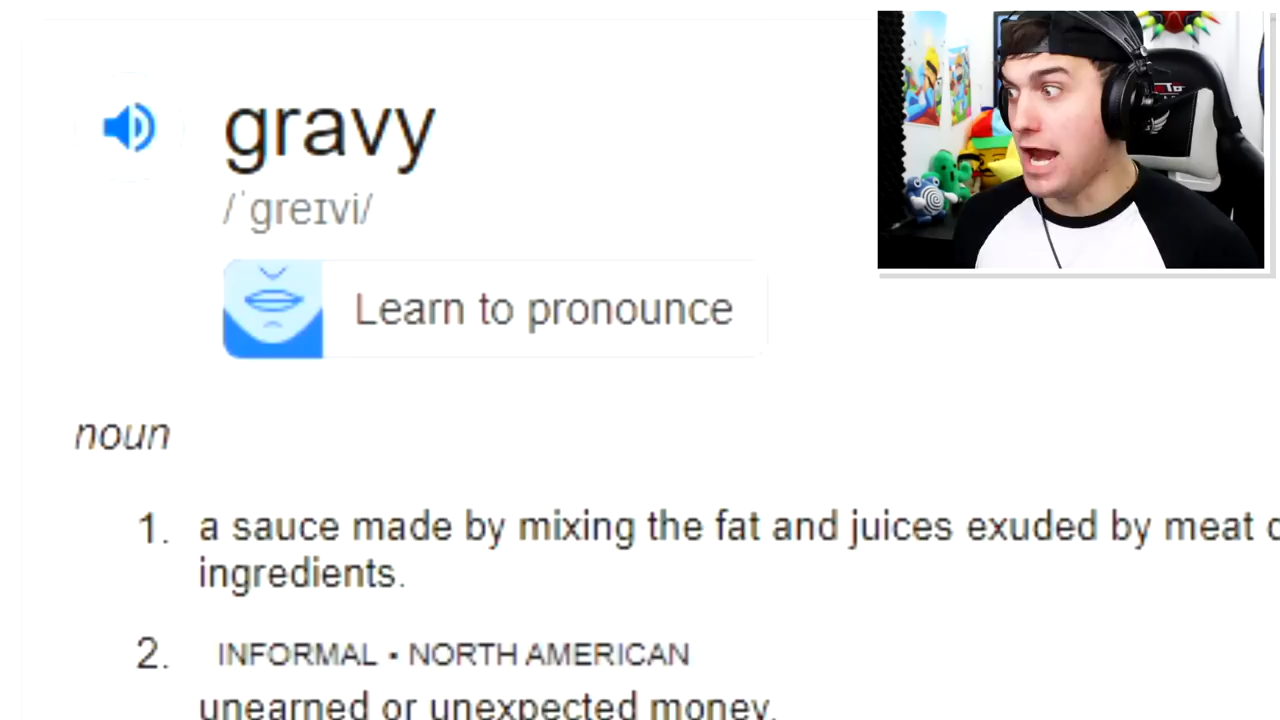 gravy
/ˈɡreɪvi/
Learn to pronounce
noun
1. a sauce made by mixing the fat and juices exuded by meat
ingredients.
2. INFORMAL • NORTH AMERICAN
unearned or unexpected money.